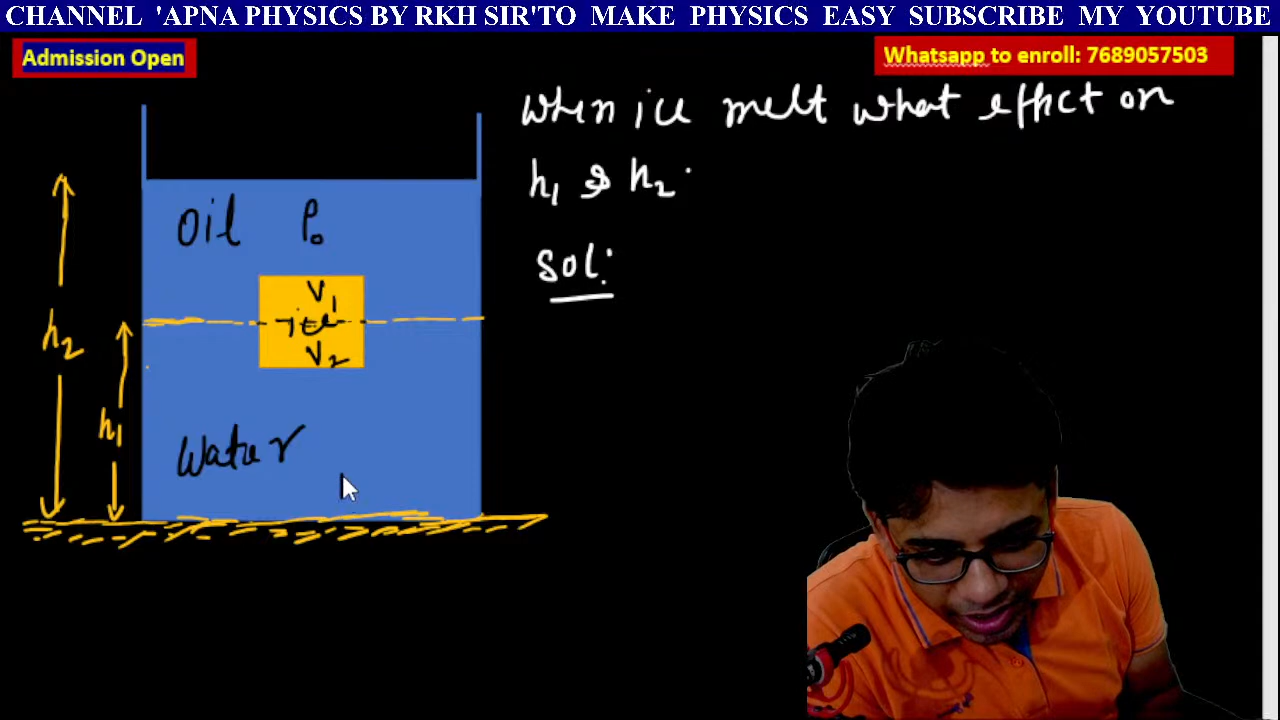 CHANNEL 'APNA PHYSICS BY RKH SIR'TO MAKE PHYSICS EASY SUBSCRIBE MY YOUTUBE
Admission Open
Whatsapp to enroll: 7689057503
When ice melt what effect on
h₁ & h₂.
Sol:
Oil ρ₀
V₁
ice
V₂
h₂
h₁
Water